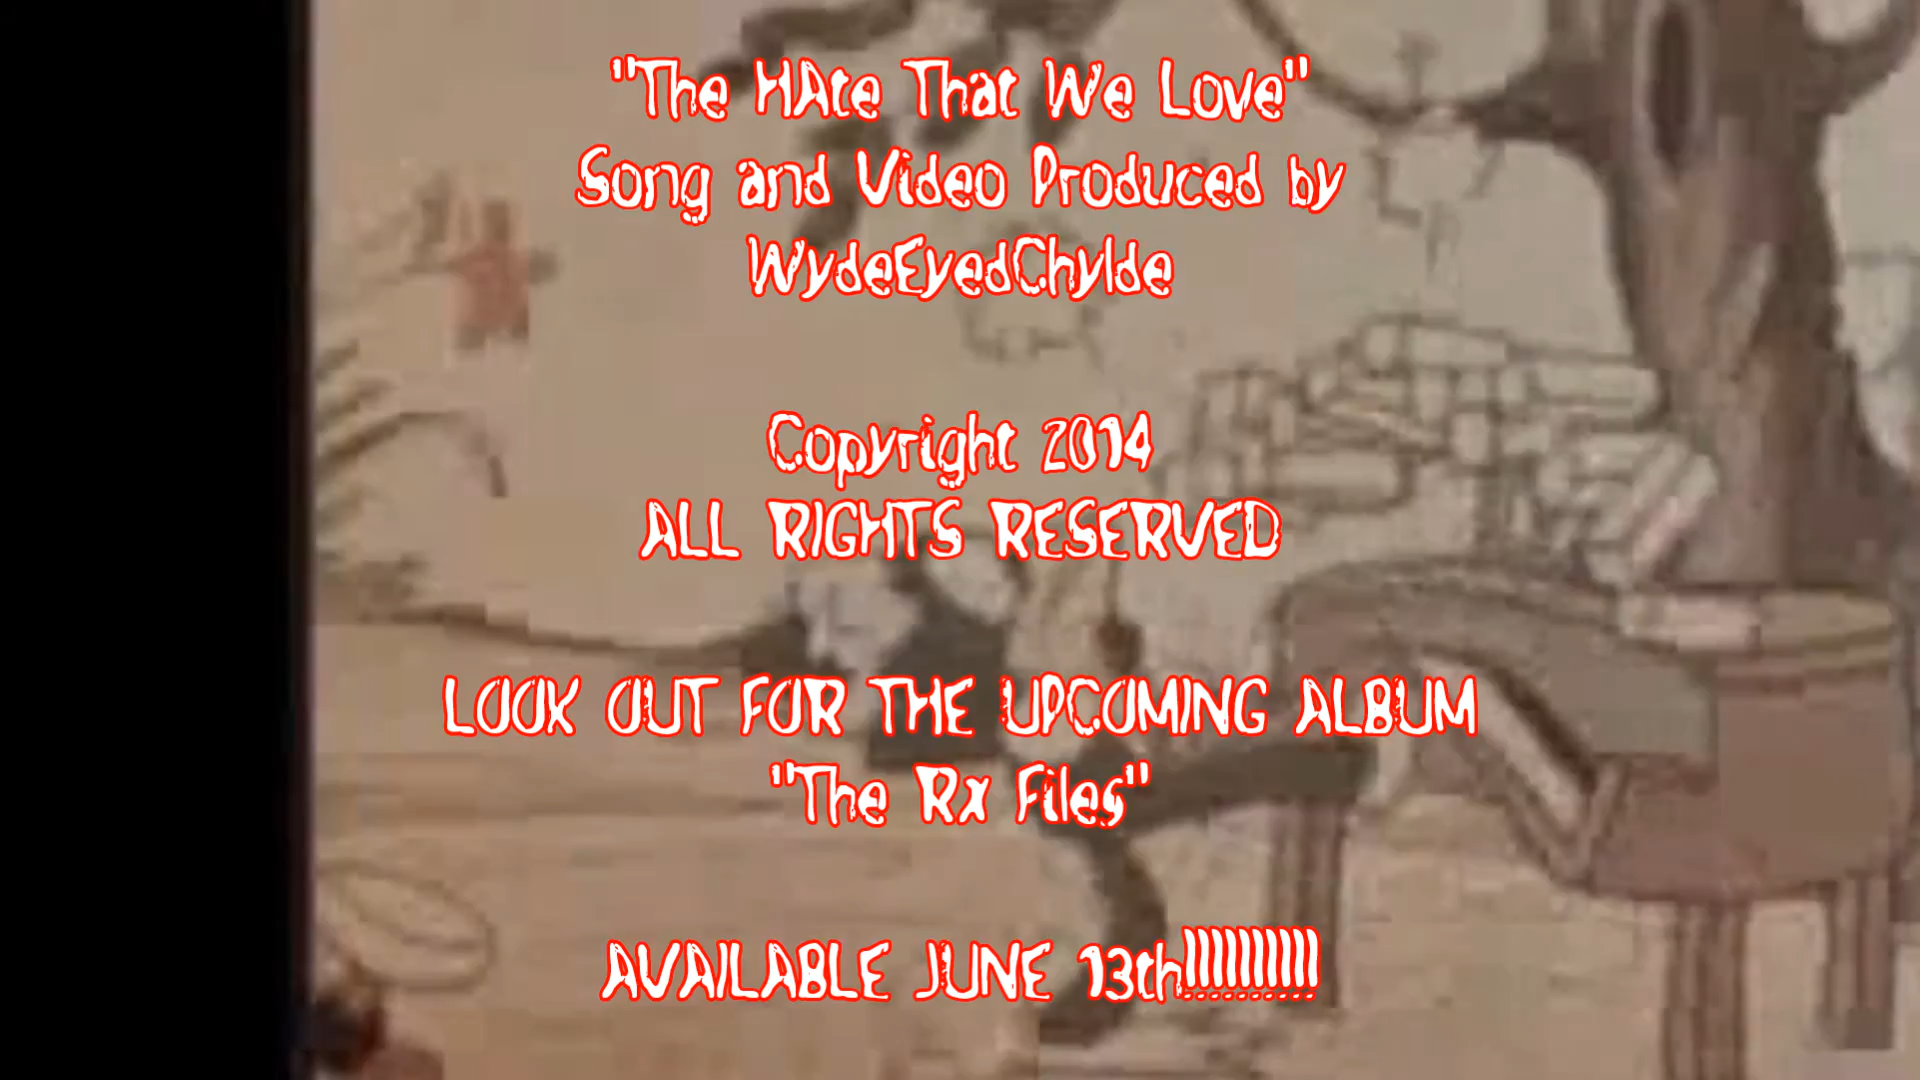 "The HAte That We Love"
Song and Video Produced by
WydeEyedChylde
Copyright 2014
ALL RIGHTS RESERVED
LOOK OUT FOR THE UPCOMING ALBUM
"The Rx Files"
AVAILABLE JUNE 13th!!!!!!!!!!